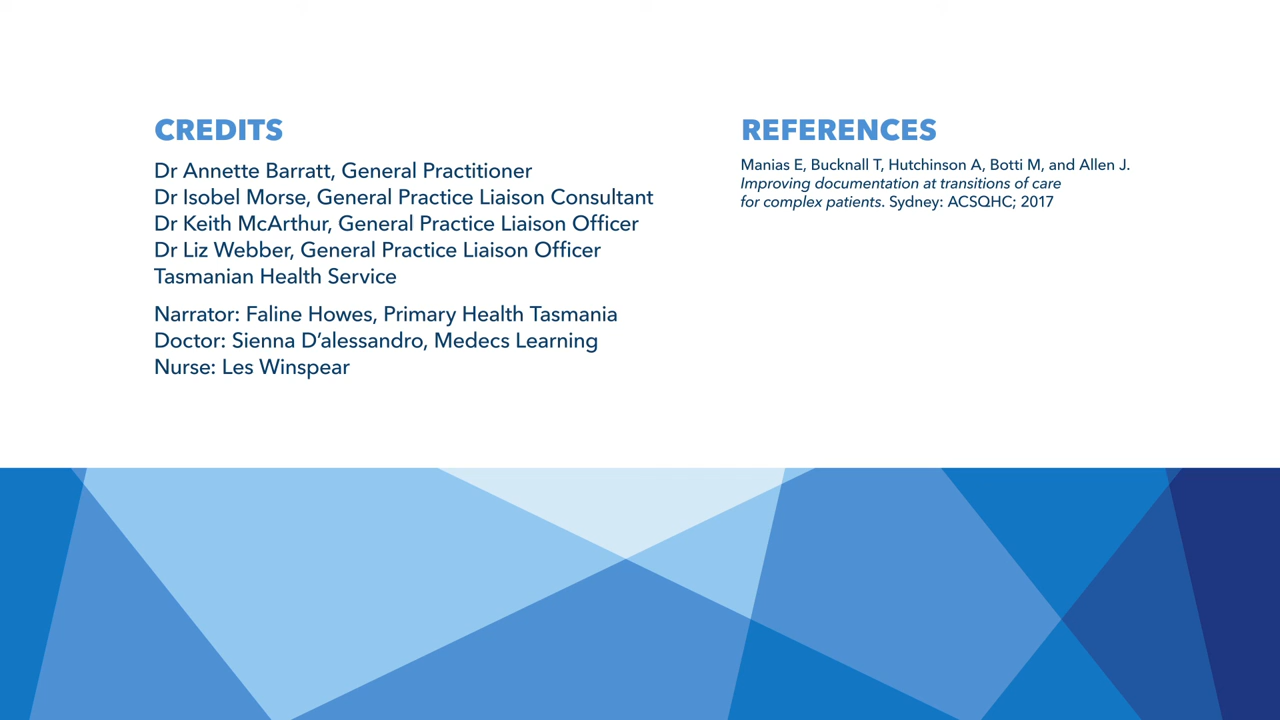 CREDITS
Dr Annette Barratt, General Practitioner
Dr Isobel Morse, General Practice Liaison Consultant
Dr Keith McArthur, General Practice Liaison Officer
Dr Liz Webber, General Practice Liaison Officer
Tasmanian Health Service
Narrator: Faline Howes, Primary Health Tasmania
Doctor: Sienna D’alessandro, Medecs Learning
Nurse: Les Winspear
REFERENCES
Manias E, Bucknall T, Hutchinson A, Botti M, and Allen J.
Improving documentation at transitions of care
for complex patients. Sydney: ACSQHC; 2017